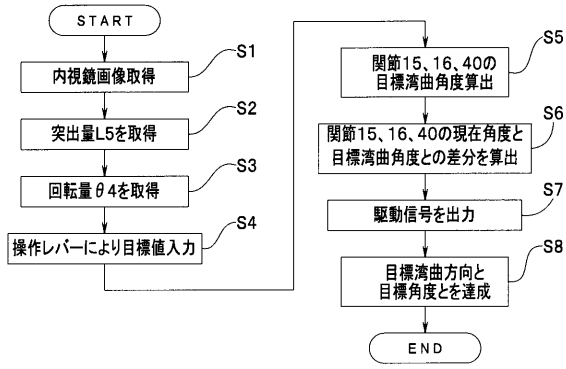 START
S1
内視鏡画像取得
S2
突出量L5を取得
S3
回転量θ4を取得
S4
操作レバーにより目標値入力
S5
関節15、16、40の
目標湾曲角度算出
S6
関節15、16、40の現在角度と
目標湾曲角度との差分を算出
S7
駆動信号を出力
S8
目標湾曲方向と
目標角度とを達成
END